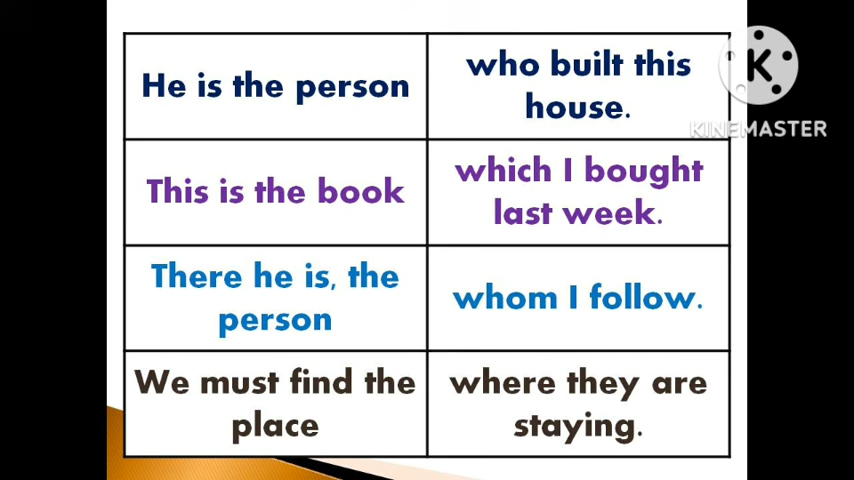 He is the person
who built this
house.
K
KINEMASTER
This is the book
which I bought
last week.
There he is, the
person
whom I follow.
We must find the
place
where they are
staying.